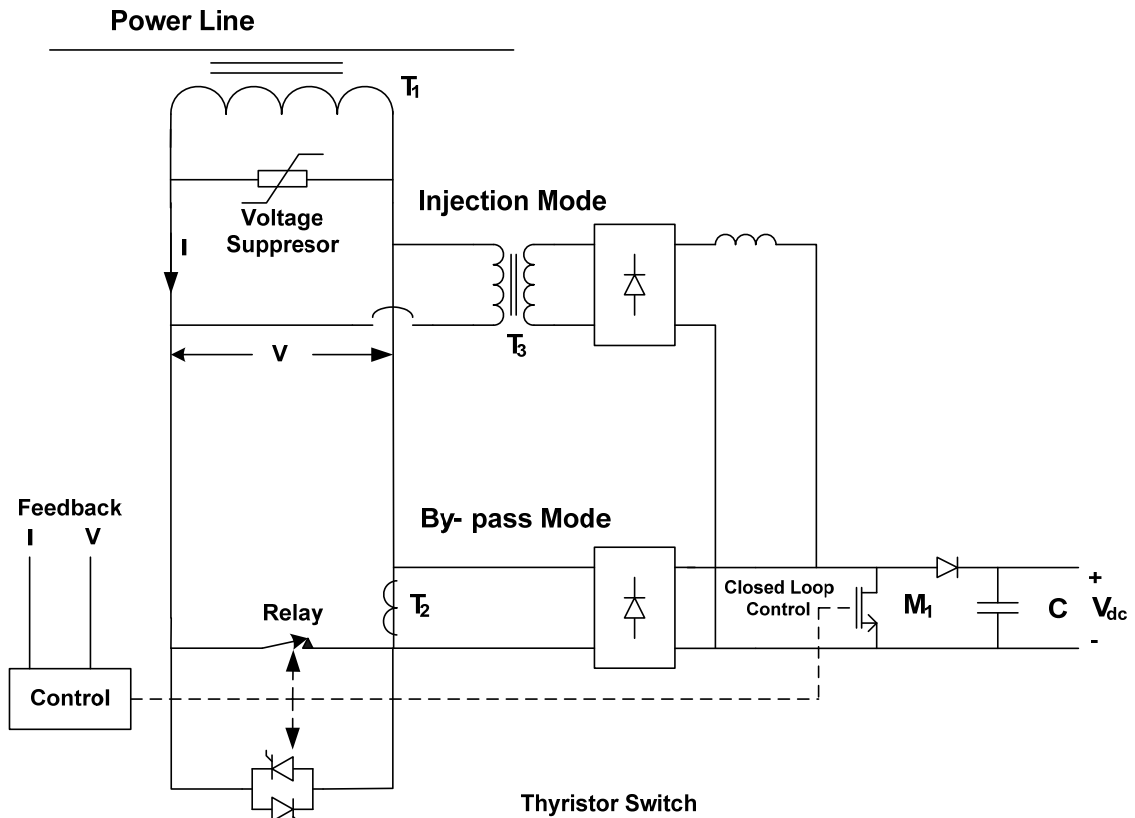 Power Line
T1
Voltage
Suppresor
I
Injection Mode
V
T3
Feedback
I V
By- pass Mode
T2
Relay
Closed Loop
Control
M1
C
+
Vdc
-
Control
Thyristor Switch